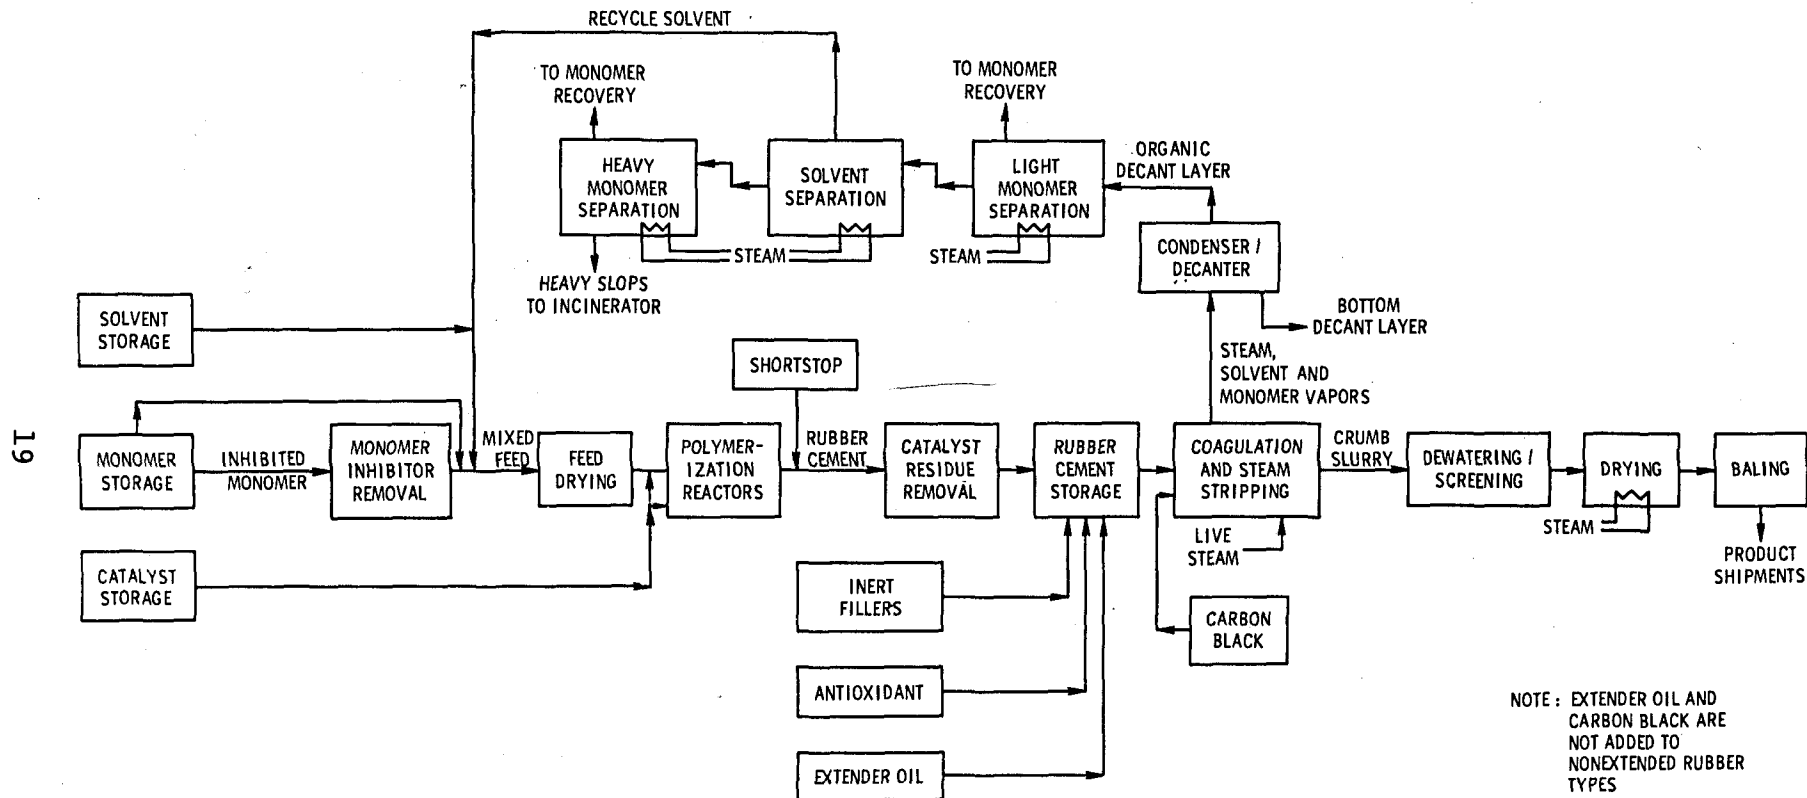 RECYCLE SOLVENT
TO MONOMER
RECOVERY
TO MONOMER
RECOVERY
HEAVY
MONOMER
SEPARATION
SOLVENT
SEPARATION
LIGHT
MONOMER
SEPARATION
ORGANIC
DECANT LAYER
STEAM
STEAM
CONDENSER /
DECANTER
HEAVY SLOPS
TO INCINERATOR
BOTTOM
DECANT LAYER
SOLVENT
STORAGE
SHORTSTOP
STEAM,
SOLVENT AND
MONOMER VAPORS
19
MONOMER
STORAGE
INHIBITED
MONOMER
MONOMER
INHIBITOR
REMOVAL
MIXED
FEED
FEED
DRYING
POLYMER-
IZATION
REACTORS
RUBBER
CEMENT
CATALYST
RESIDUE
REMOVAL
RUBBER
CEMENT
STORAGE
COAGULATION
AND STEAM
STRIPPING
CRUMB
SLURRY
DEWATERING /
SCREENING
DRYING
BALING
STEAM
LIVE
STEAM
PRODUCT
SHIPMENTS
CATALYST
STORAGE
INERT
FILLERS
CARBON
BLACK
ANTIOXIDANT
EXTENDER OIL
NOTE: EXTENDER OIL AND
CARBON BLACK ARE
NOT ADDED TO
NONEXTENDED RUBBER
TYPES